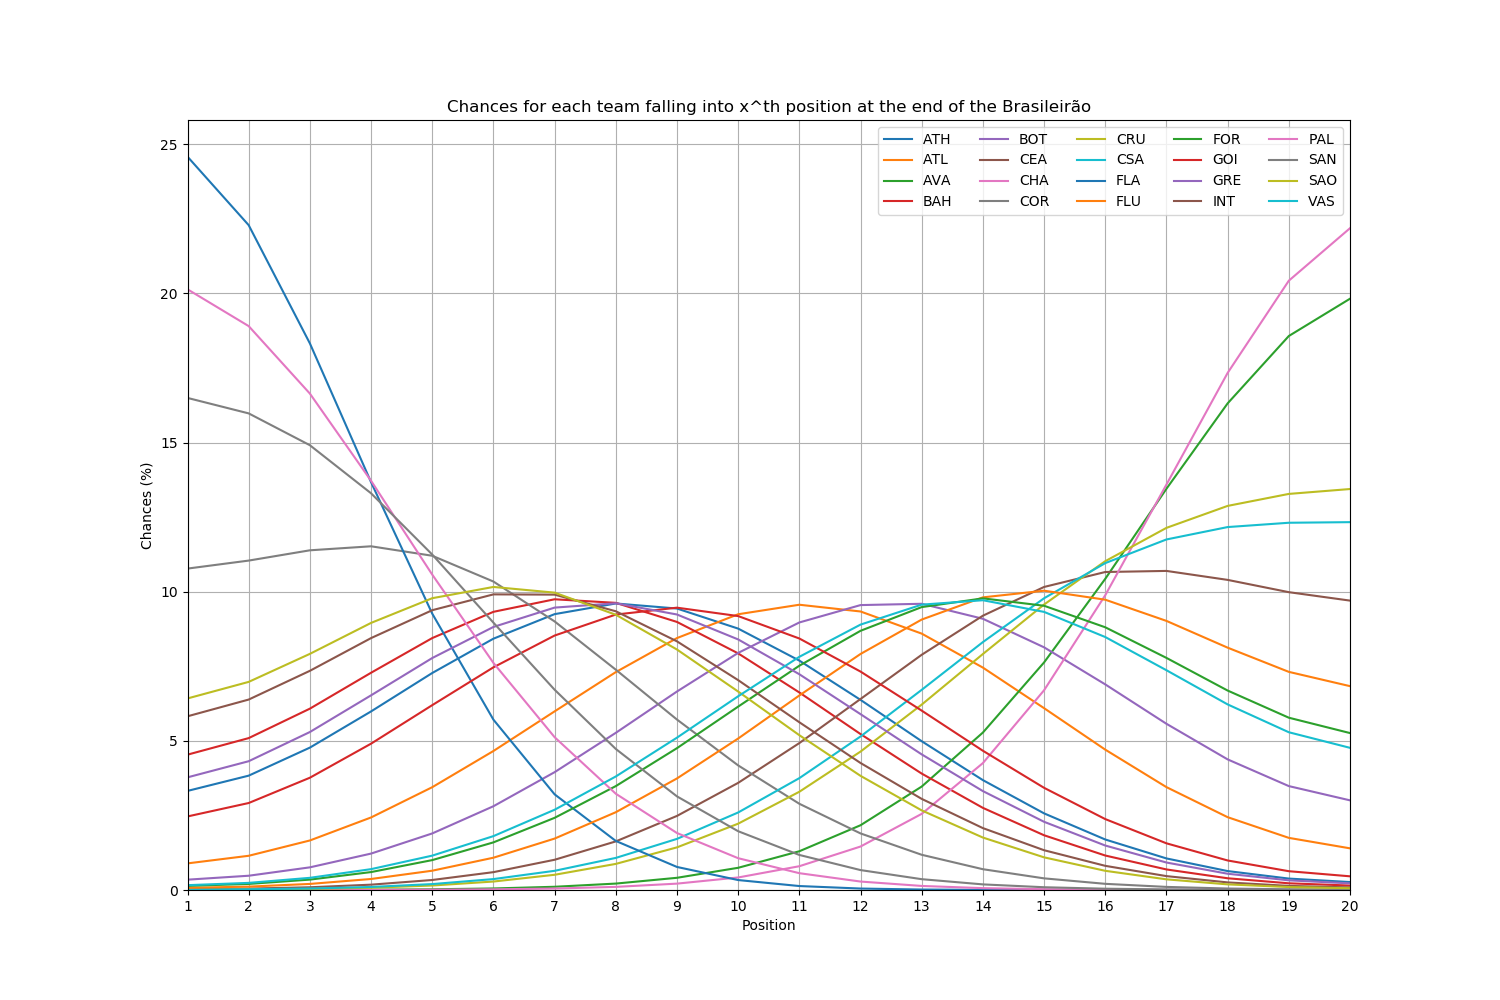 Chances for each team falling into x^th position at the end of the Brasileirão
25
20
15
10
5
0
Chances (%)
ATH BOT CRU FOR PAL
ATL CEA CSA GOI SAN
AVA CHA FLA GRE SAO
BAH COR FLU INT VAS
1 2 3 4 5 6 7 8 9 10 11 12 13 14 15 16 17 18 19 20
Position